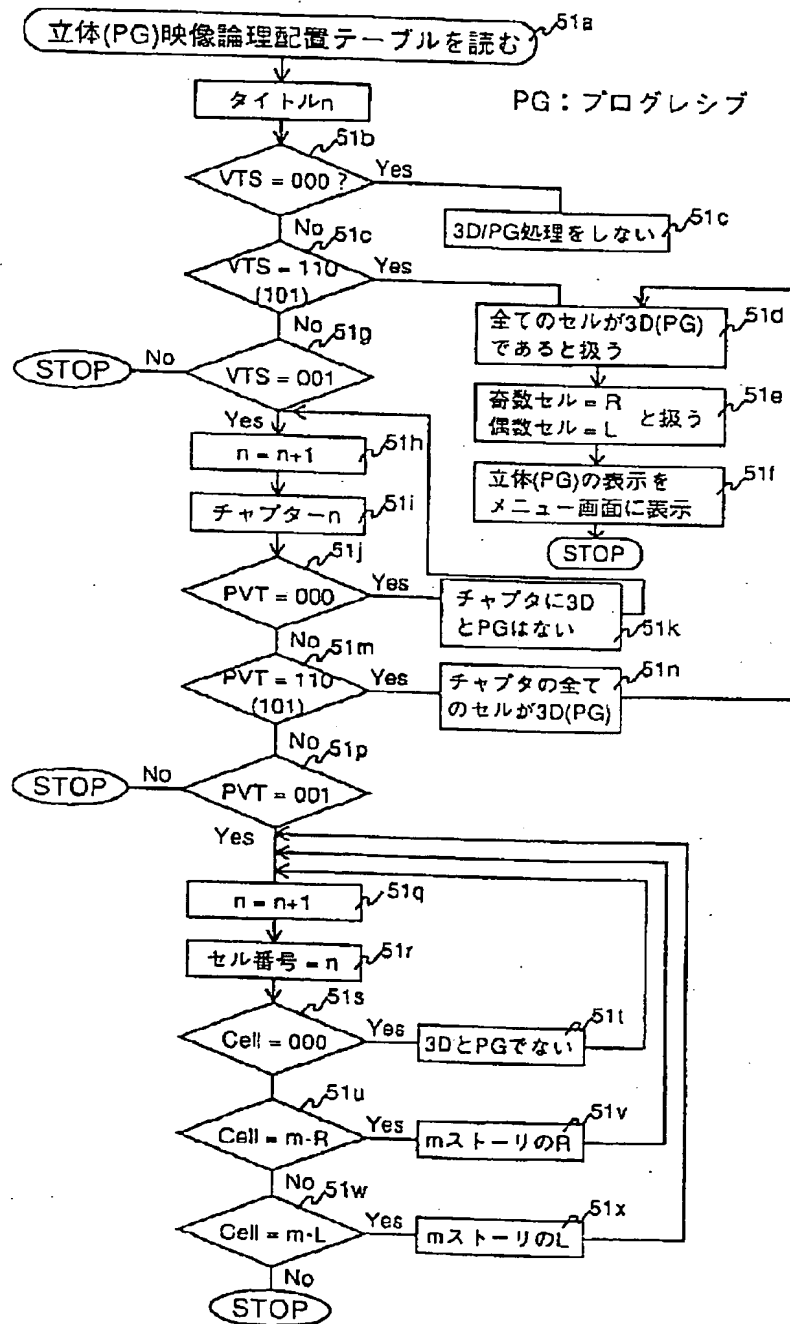 立体(PG)映像論理配置テーブルを読む
51a
タイトルn
PG:プログレシブ
51b
VTS = 000 ?
Yes
No
3D/PG処理をしない
51c
51c
VTS = 110
(101)
Yes
No
全てのセルが3D(PG)
であると扱う
51d
51g
VTS = 001
No
STOP
Yes
奇数セル = R
偶数セル = L
と扱う
51e
51h
n = n+1
立体(PG)の表示を
メニュー画面に表示
51f
STOP
51i
チャプターn
51j
PVT = 000
Yes
No
チャプタに3D
とPGはない
51k
51m
PVT = 110
(101)
Yes
No
チャプタの全て
のセルが3D(PG)
51n
51p
PVT = 001
No
STOP
Yes
n = n+1
51q
セル番号 = n
51r
51s
Cell = 000
Yes
3DとPGでない
51t
51u
Cell = m-R
Yes
mストーリのR
51v
No
51w
Cell = m-L
Yes
mストーリのL
51x
No
STOP